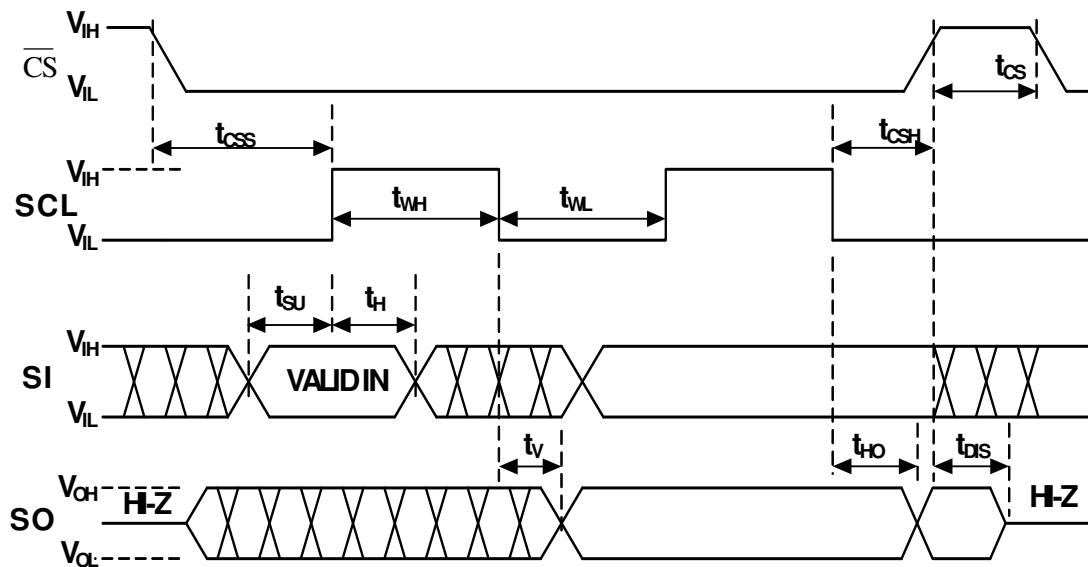 VIH
CS
VIL
tCS
tCSS
tCSH
VIH
SCL
VIL
tWH
tWL
tSU
tH
VIH
SI
VIL
VALID IN
tV
tHO
tDIS
VOH
SO
VOL
HI-Z
HI-Z